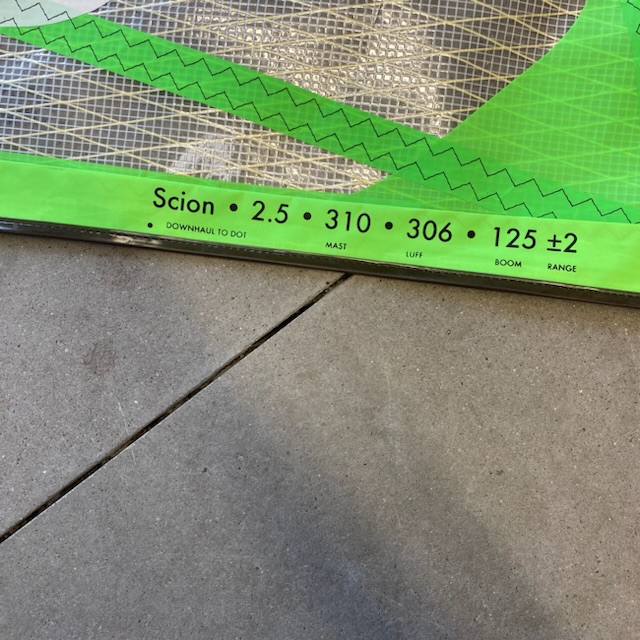 Scion • 2.5 • 310 • 306 • 125 ±2
• DOWNHAUL TO DOT MAST LUFF BOOM RANGE